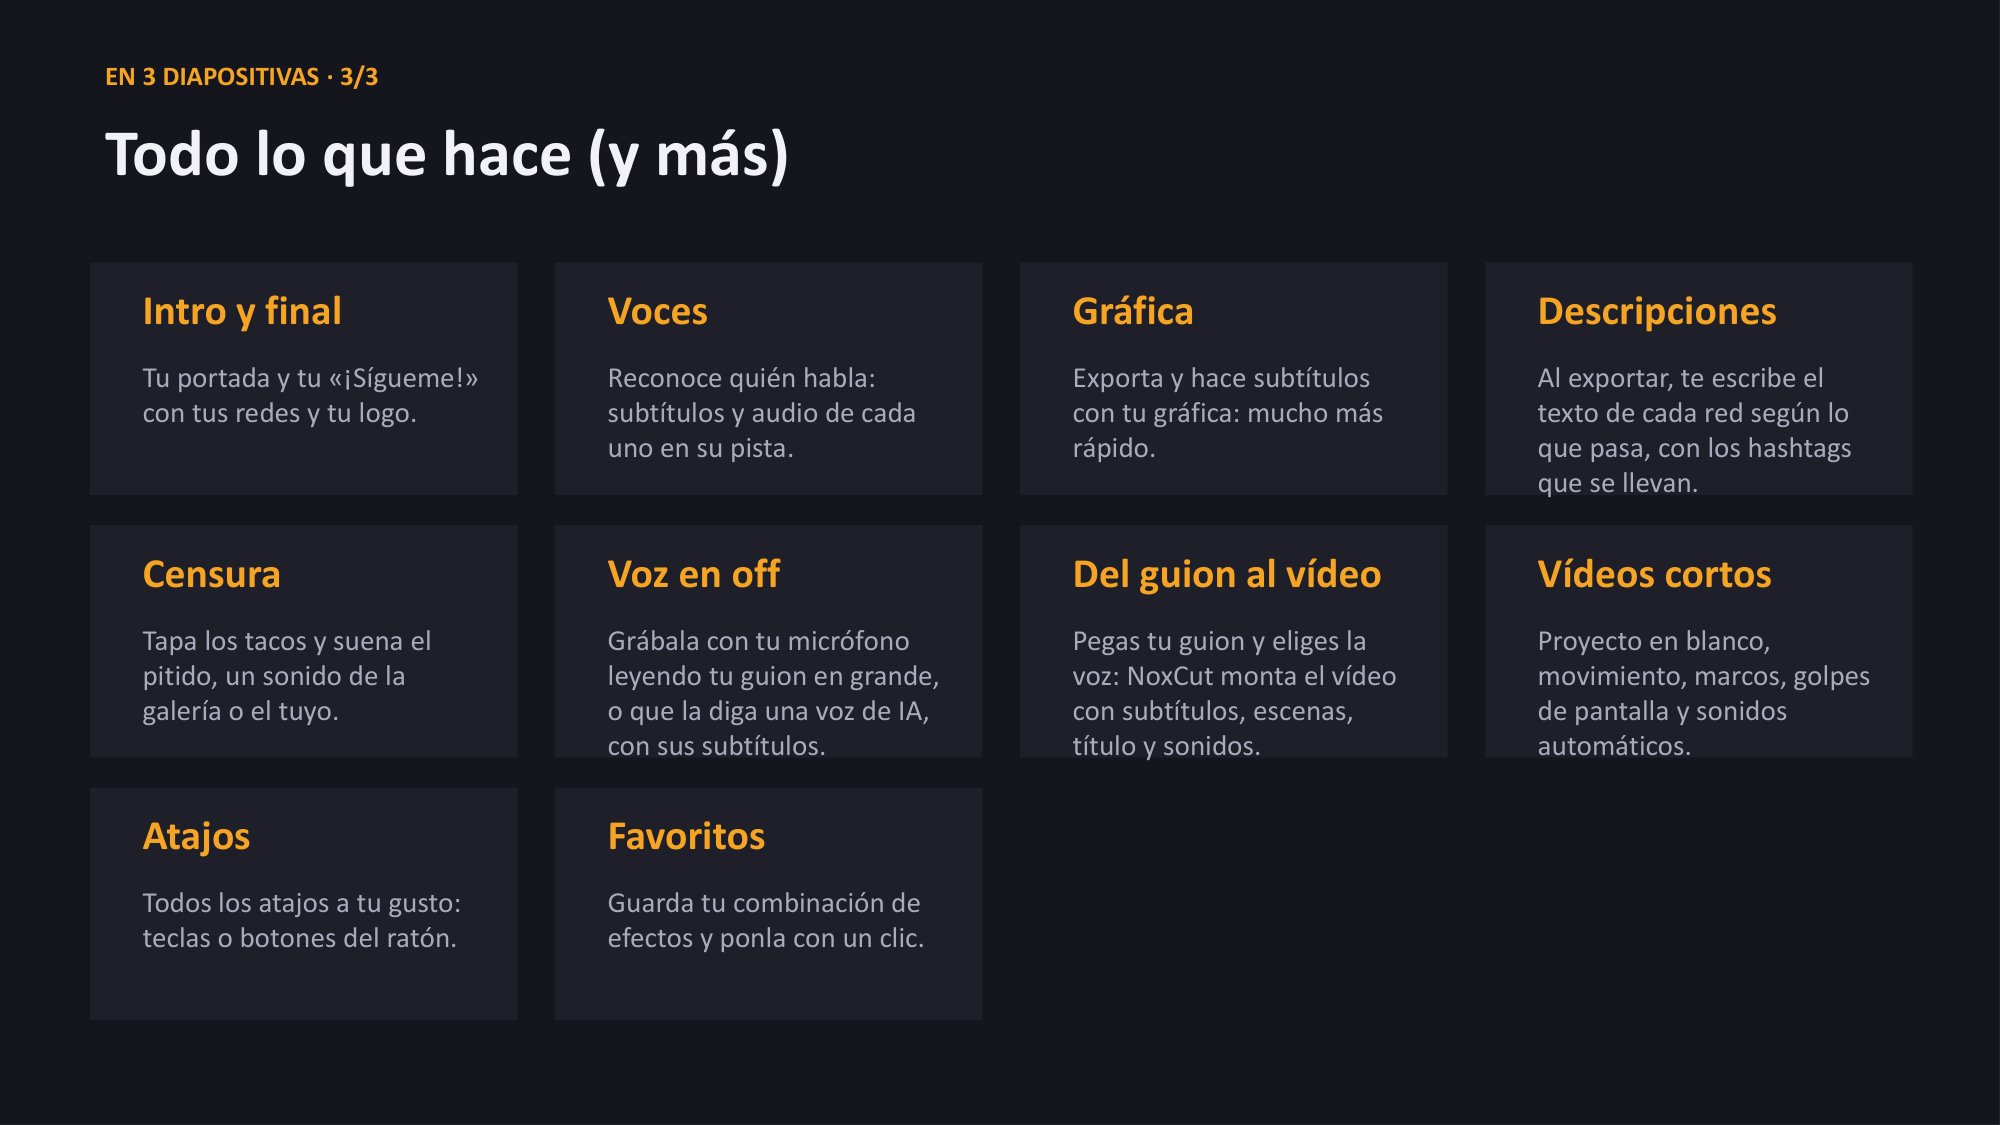 EN 3 DIAPOSITIVAS · 3/3
Todo lo que hace (y más)
Intro y final
Tu portada y tu «¡Sígueme!»
con tus redes y tu logo.
Voces
Reconoce quién habla:
subtítulos y audio de cada
uno en su pista.
Gráfica
Exporta y hace subtítulos
con tu gráfica: mucho más
rápido.
Descripciones
Al exportar, te escribe el
texto de cada red según lo
que pasa, con los hashtags
que se llevan.
Censura
Tapa los tacos y suena el
pitido, un sonido de la
galería o el tuyo.
Voz en off
Grábala con tu micrófono
leyendo tu guion en grande,
o que la diga una voz de IA,
con sus subtítulos.
Del guion al vídeo
Pegas tu guion y eliges la
voz: NoxCut monta el vídeo
con subtítulos, escenas,
título y sonidos.
Vídeos cortos
Proyecto en blanco,
movimiento, marcos, golpes
de pantalla y sonidos
automáticos.
Atajos
Todos los atajos a tu gusto:
teclas o botones del ratón.
Favoritos
Guarda tu combinación de
efectos y ponla con un clic.